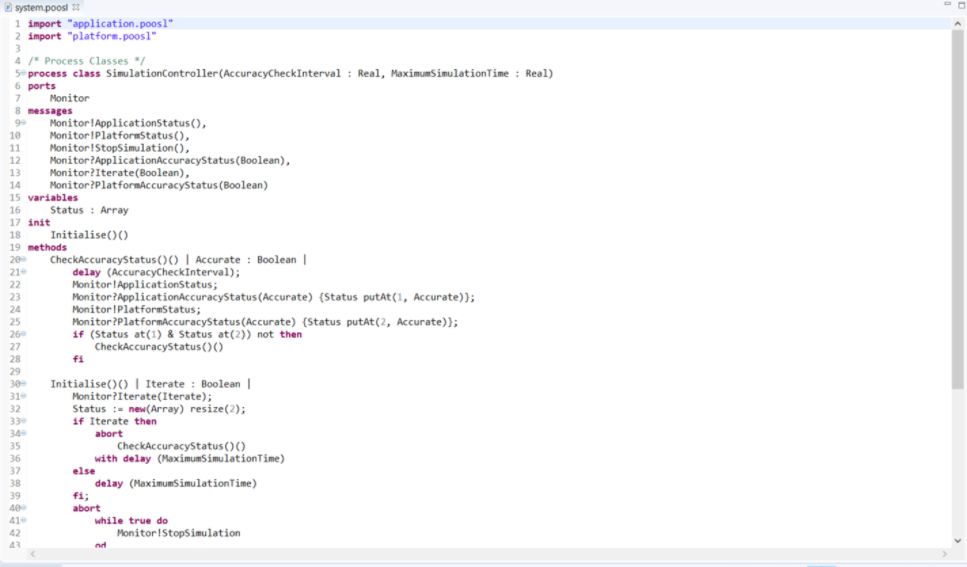 system.poosl
1 import "application.poosl"
2 import "platform.poosl"
3
4 /* Process Classes */
5 process class SimulationController(AccuracyCheckInterval : Real, MaximumSimulationTime : Real)
6 ports
7 Monitor
8 messages
9 Monitor!ApplicationStatus(),
10 Monitor!PlatformStatus(),
11 Monitor!StopSimulation(),
12 Monitor?ApplicationAccuracyStatus(Boolean),
13 Monitor?Iterate(Boolean),
14 Monitor?PlatformAccuracyStatus(Boolean)
15 variables
16 Status : Array
17 init
18 Initialise()()
19 methods
20 CheckAccuracyStatus()() | Accurate : Boolean |
21 delay (AccuracyCheckInterval);
22 Monitor!ApplicationStatus;
23 Monitor?ApplicationAccuracyStatus(Accurate) {Status putAt(1, Accurate)};
24 Monitor!PlatformStatus;
25 Monitor?PlatformAccuracyStatus(Accurate) {Status putAt(2, Accurate)};
26 if (Status at(1) & Status at(2)) not then
27 CheckAccuracyStatus()()
28 fi
29
30 Initialise()() | Iterate : Boolean |
31 Monitor?Iterate(Iterate);
32 Status := new(Array) resize(2);
33 if Iterate then
34 abort
35 CheckAccuracyStatus()()
36 with delay (MaximumSimulationTime)
37 else
38 delay (MaximumSimulationTime)
39 fi;
40 abort
41 while true do
42 Monitor!StopSimulation
43 od